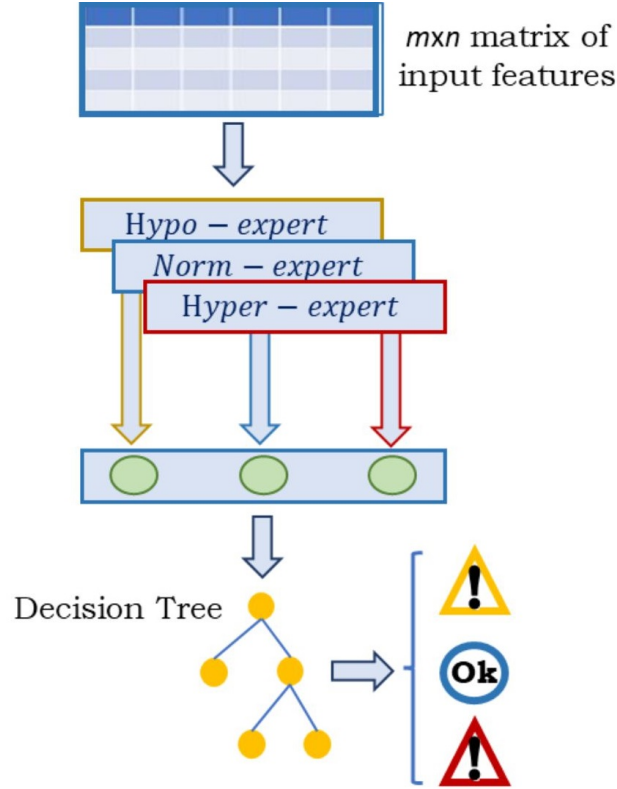 mxn matrix of
input features
Hypo − expert
Norm − expert
Hyper − expert
Decision Tree
!
Ok
!